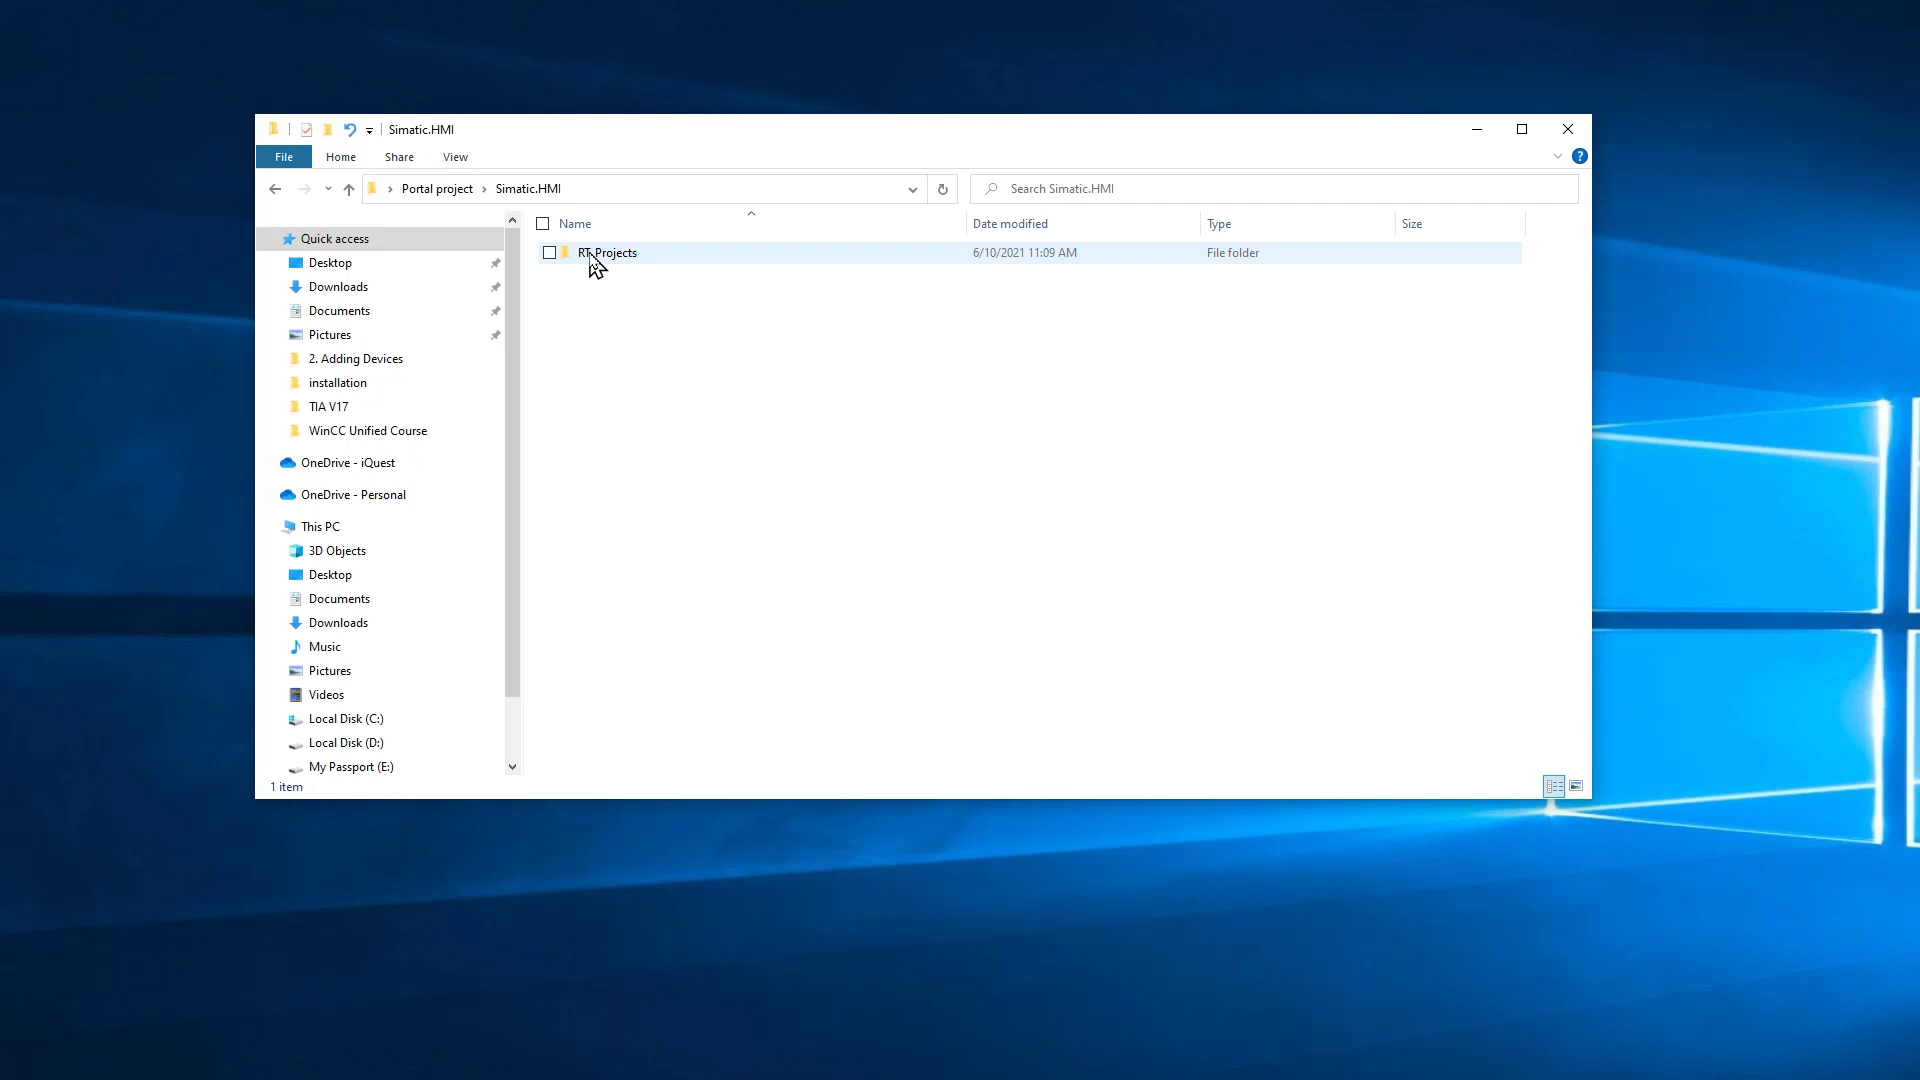 Simatic.HMI
File Home Share View
?
Portal project Simatic.HMI
Search Simatic.HMI
Name Date modified Type Size
RT Projects 6/10/2021 11:09 AM File folder
Quick access
Desktop
Downloads
Documents
Pictures
2. Adding Devices
installation
TIA V17
WinCC Unified Course
OneDrive - iQuest
OneDrive - Personal
This PC
3D Objects
Desktop
Documents
Downloads
Music
Pictures
Videos
Local Disk (C:)
Local Disk (D:)
My Passport (E:)
1 item